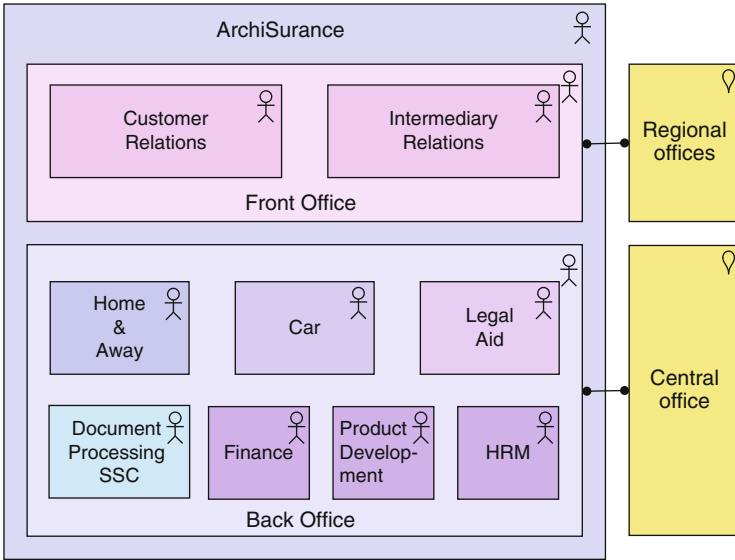 ArchiSurance
Customer
Relations
Intermediary
Relations
Front Office
Regional
offices
Home
&
Away
Car
Legal
Aid
Document
Processing
SSC
Finance
Product
Develop-
ment
HRM
Back Office
Central
office